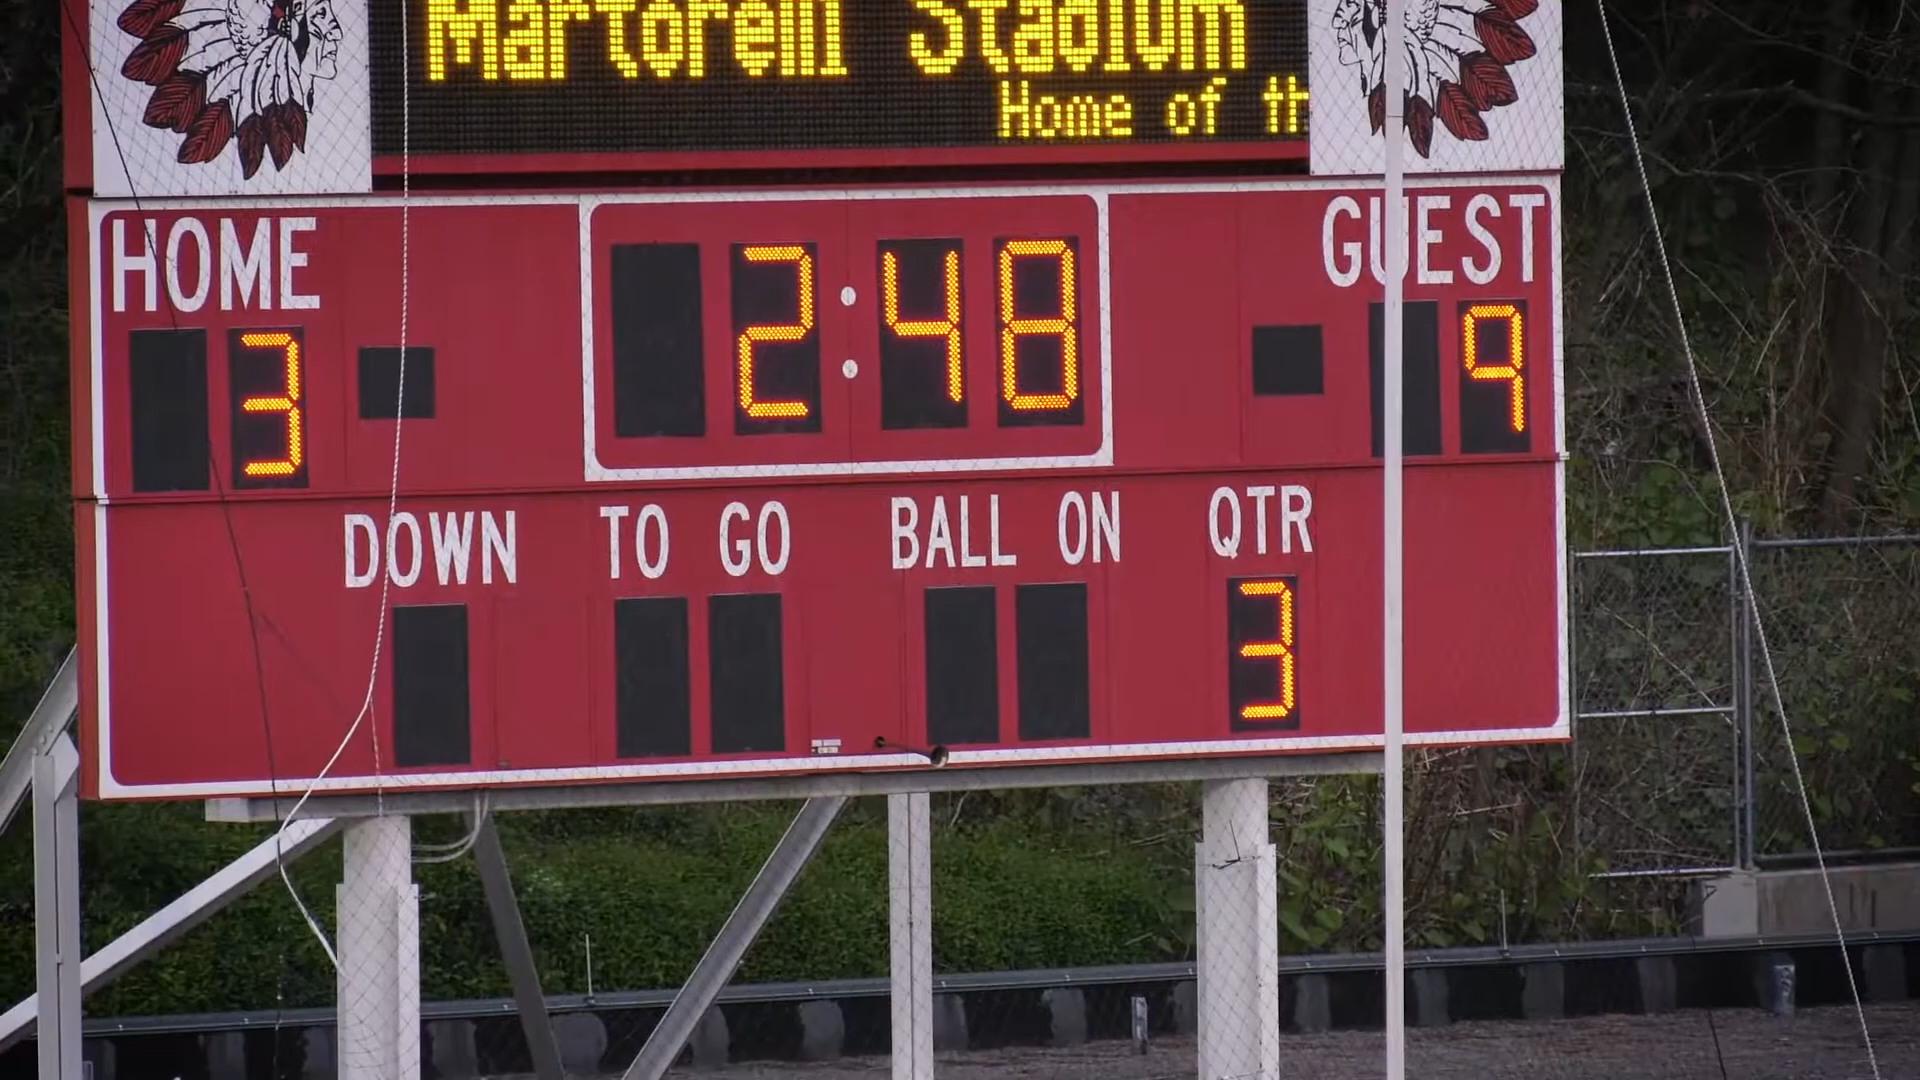 Martorelli Stadium
Home of th
HOME 2:48 GUEST
3 9
DOWN TO GO BALL ON QTR
3